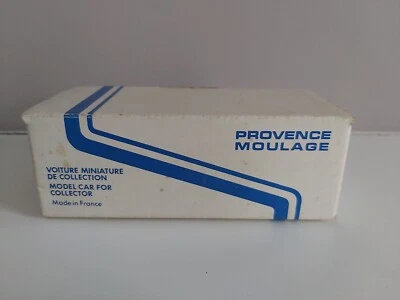 PROVENCE
MOULAGE
VOITURE MINIATURE
DE COLLECTION
MODEL CAR FOR
COLLECTOR
Made in France